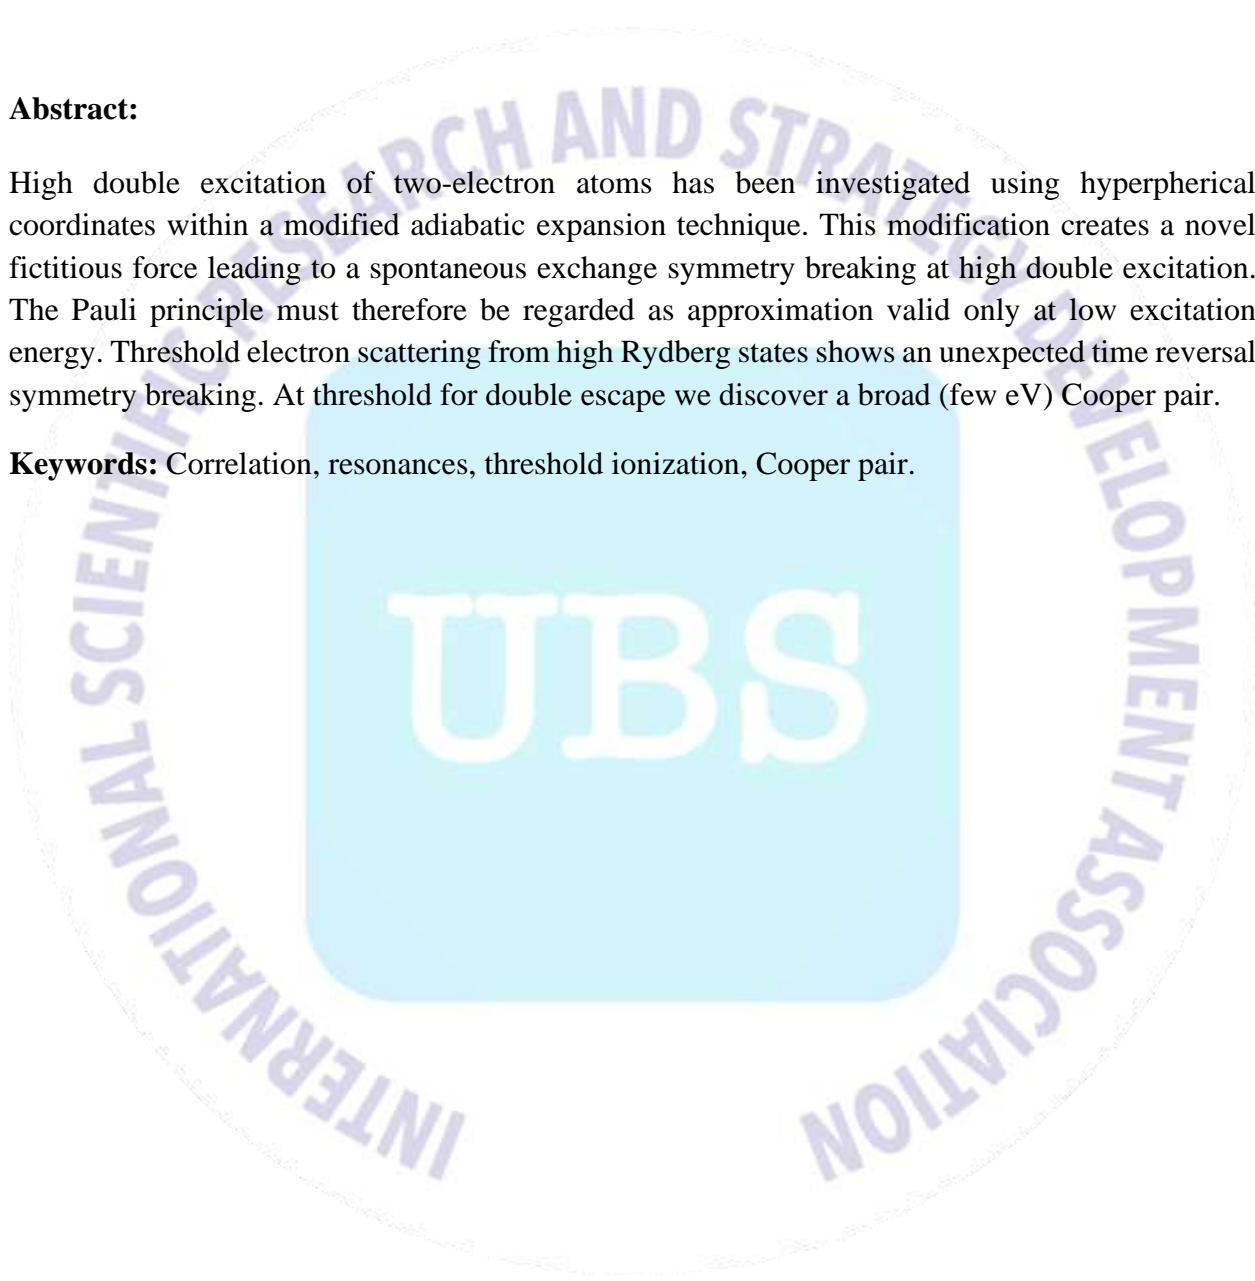 Abstract:
High double excitation of two-electron atoms has been investigated using hyperpherical
coordinates within a modified adiabatic expansion technique. This modification creates a novel
fictitious force leading to a spontaneous exchange symmetry breaking at high double excitation.
The Pauli principle must therefore be regarded as approximation valid only at low excitation
energy. Threshold electron scattering from high Rydberg states shows an unexpected time reversal
symmetry breaking. At threshold for double escape we discover a broad (few eV) Cooper pair.
Keywords: Correlation, resonances, threshold ionization, Cooper pair.
INTERNATIONAL SCIENTIFIC RESEARCH AND STRATEGY DEVELOPMENT ASSOCIATION
UBS